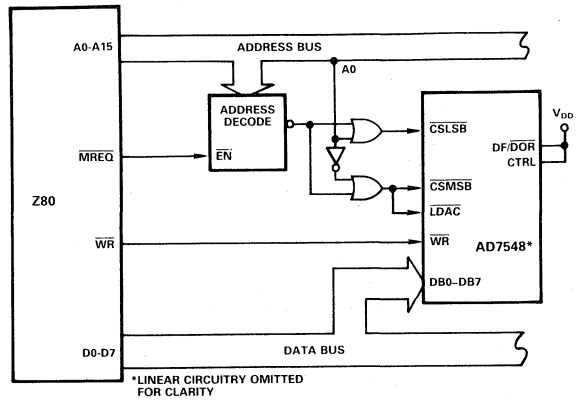 A0-A15
ADDRESS BUS
A0
ADDRESS
DECODE
EN
MREQ
Z80
WR
D0-D7
DATA BUS
CSLSB
CSMSB
LDAC
WR
DB0–DB7
DF/DOR
CTRL
VDD
AD7548*
*LINEAR CIRCUITRY OMITTED
FOR CLARITY